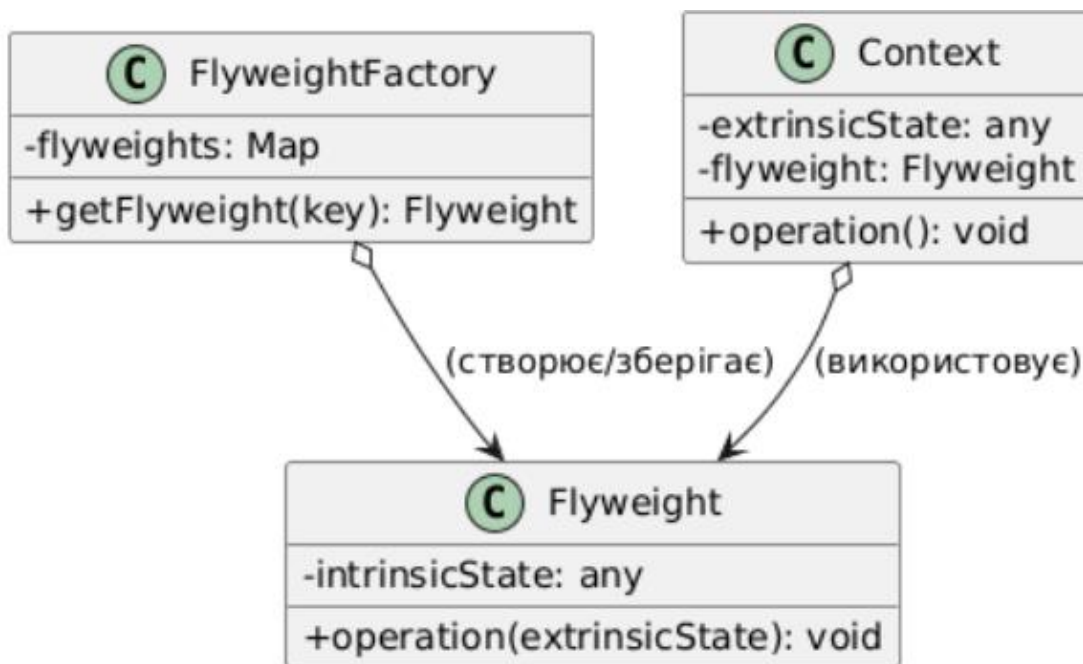 C FlyweightFactory
-flyweights: Map
+getFlyweight(key): Flyweight
C Context
-extrinsicState: any
-flyweight: Flyweight
+operation(): void
(створює/зберігає)
(використовує)
C Flyweight
-intrinsicState: any
+operation(extrinsicState): void